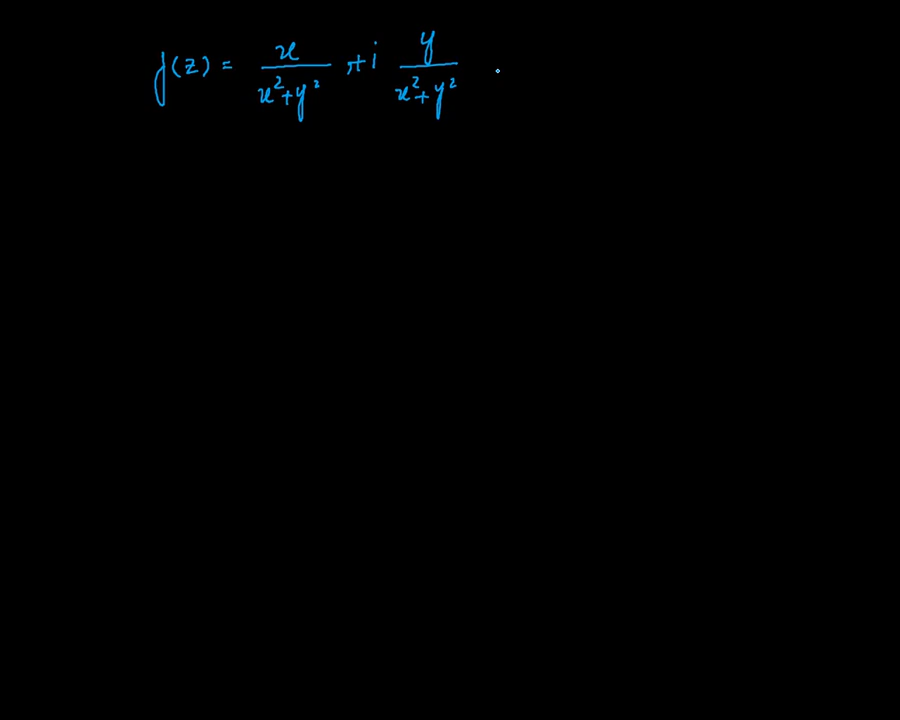 f(z) = x/(x²+y²) + i y/(x²+y²) .